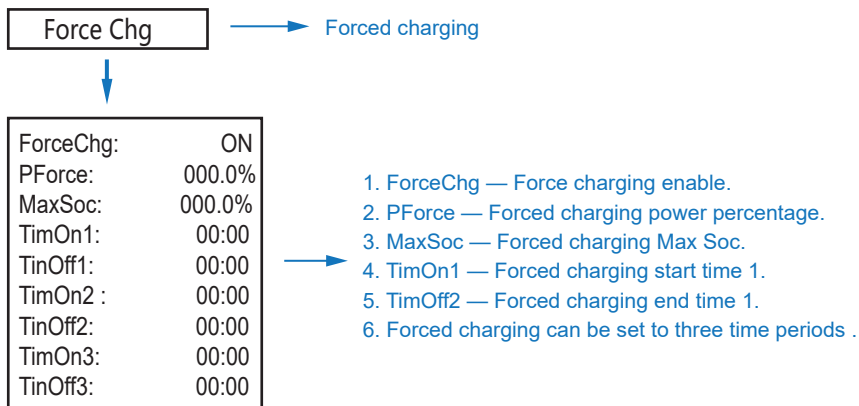 Force Chg
Forced charging
ForceChg: ON
PForce: 000.0%
MaxSoc: 000.0%
TimOn1: 00:00
TinOff1: 00:00
TimOn2 : 00:00
TinOff2: 00:00
TimOn3: 00:00
TinOff3: 00:00
1. ForceChg — Force charging enable.
2. PForce — Forced charging power percentage.
3. MaxSoc — Forced charging Max Soc.
4. TimOn1 — Forced charging start time 1.
5. TimOff2 — Forced charging end time 1.
6. Forced charging can be set to three time periods .